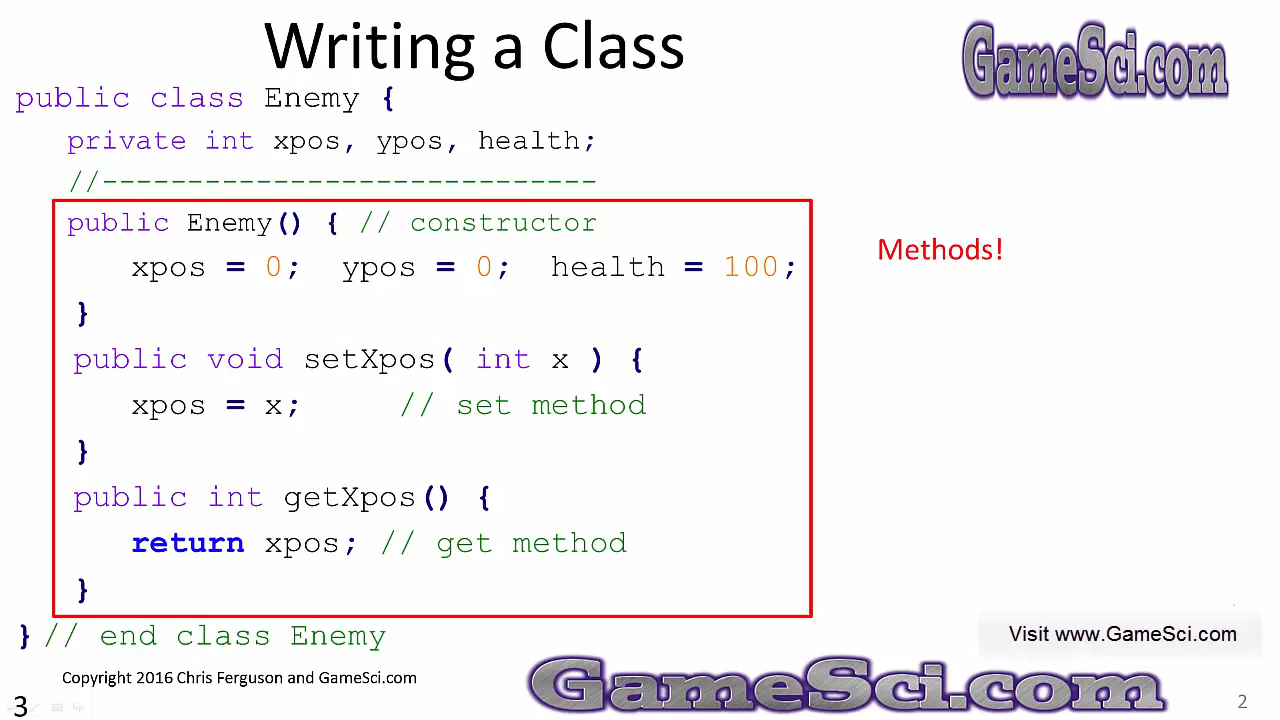 Writing a Class
GameSci.com
public class Enemy {
private int xpos, ypos, health;
//-----------------------------
public Enemy() { // constructor
xpos = 0; ypos = 0; health = 100;
}
Methods!
public void setXpos( int x ) {
xpos = x; // set method
}
public int getXpos() {
return xpos; // get method
}
} // end class Enemy
Visit www.GameSci.com
Copyright 2016 Chris Ferguson and GameSci.com
GameSci.com
3
2